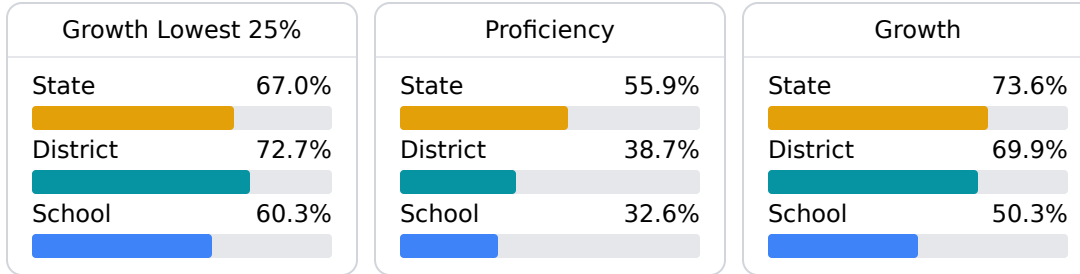 Growth Lowest 25%
State 67.0%
District 72.7%
School 60.3%
Proficiency
State 55.9%
District 38.7%
School 32.6%
Growth
State 73.6%
District 69.9%
School 50.3%